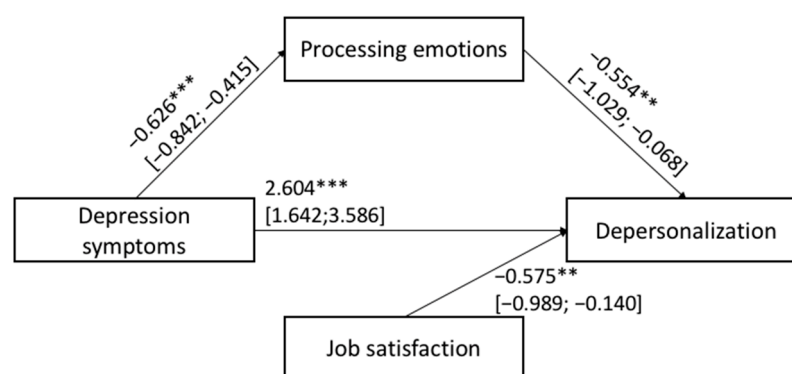 Processing emotions
−0.626***
[−0.842; −0.415]
−0.554**
[−1.029; −0.068]
2.604***
[1.642;3.586]
Depression
symptoms
Depersonalization
−0.575**
[−0.989; −0.140]
Job satisfaction